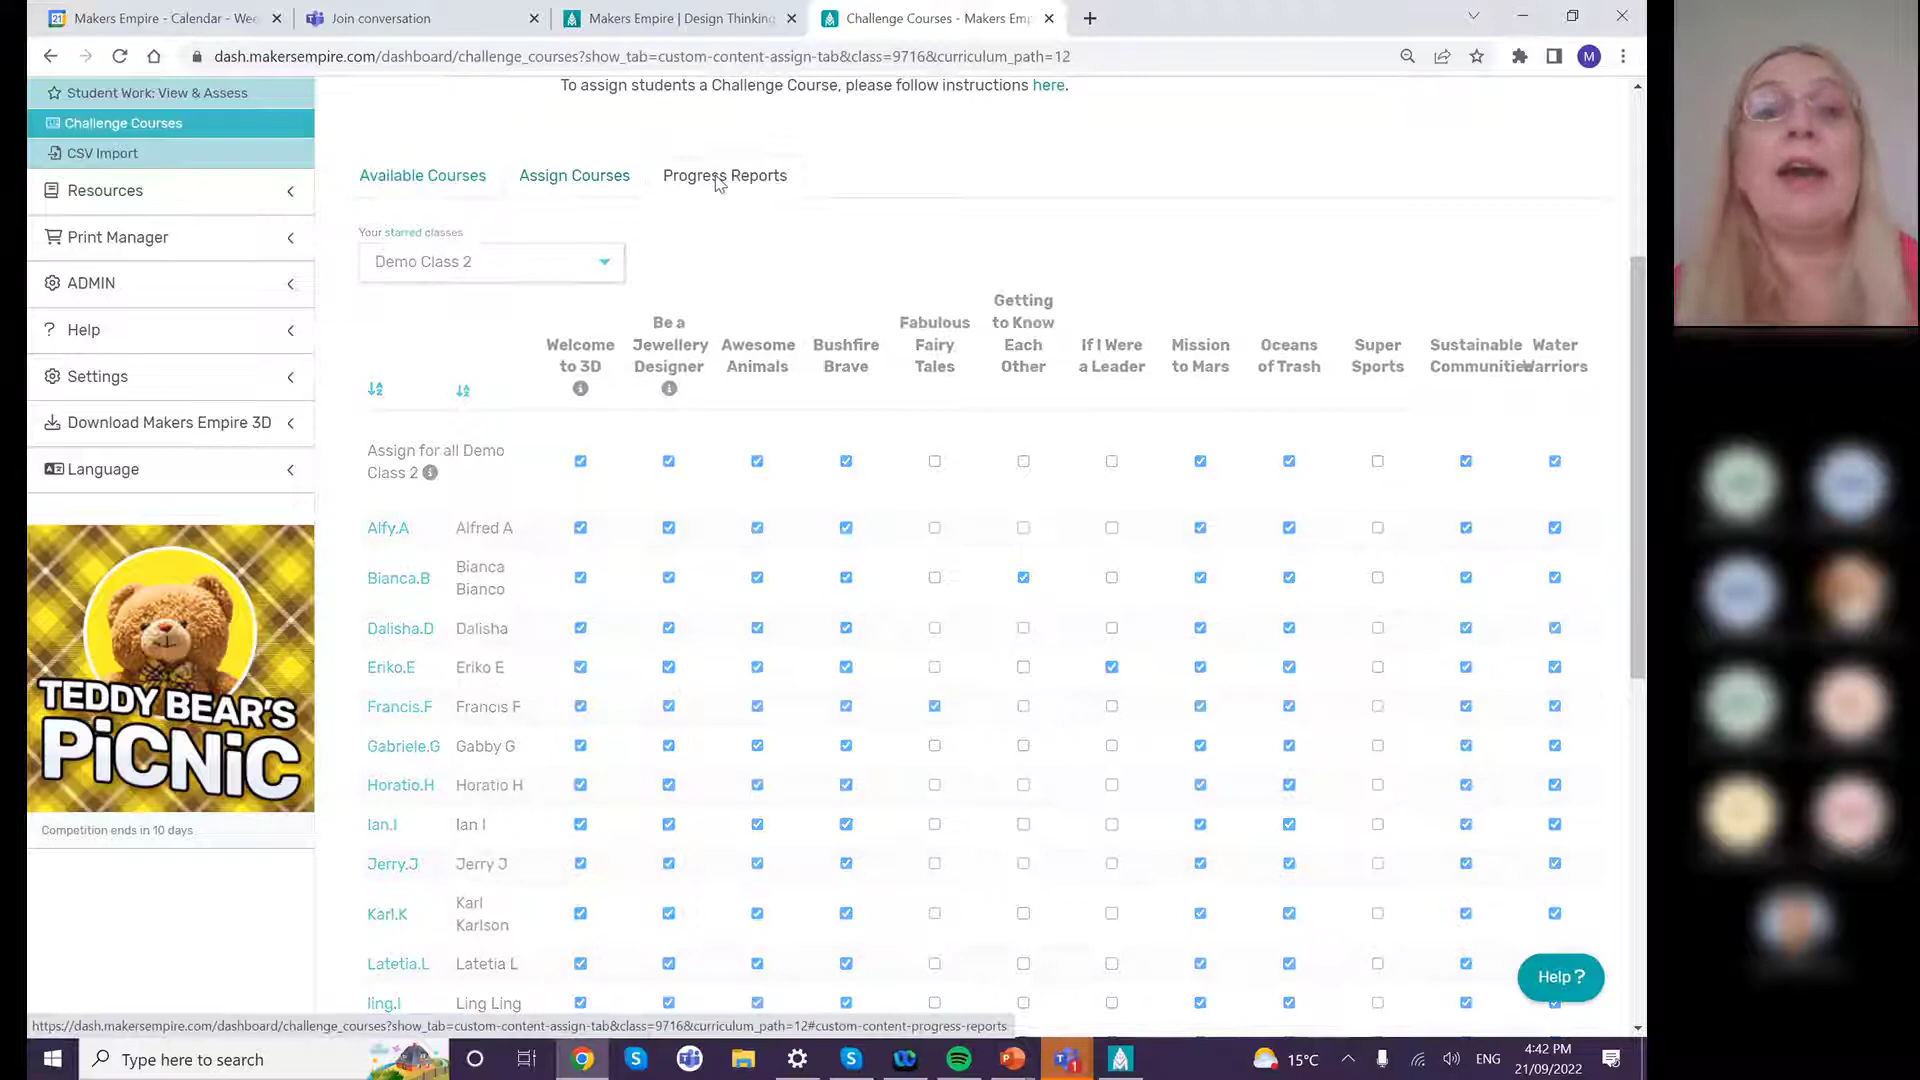 Makers Empire - Calendar - Wee
Join conversation
Makers Empire | Design Thinking
Challenge Courses - Makers Emp
dash.makersempire.com/dashboard/challenge_courses?show_tab=custom-content-assign-tab&class=9716&curriculum_path=12
M
Student Work: View & Assess
Challenge Courses
CSV Import
Resources
Print Manager
ADMIN
Help
Settings
Download Makers Empire 3D
Language
TEDDY BEAR'S
PiCNiC
Competition ends in 10 days
To assign students a Challenge Course, please follow instructions here.
Available Courses
Assign Courses
Progress Reports
Your starred classes
Demo Class 2
Welcome to 3D
Be a Jewellery Designer
Awesome Animals
Bushfire Brave
Fabulous Fairy Tales
Getting to Know Each Other
If I Were a Leader
Mission to Mars
Oceans of Trash
Super Sports
Sustainable Communities
Water Warriors
Assign for all Demo
Class 2
Alfy.A Alfred A
Bianca.B Bianca Bianco
Dalisha.D Dalisha
Eriko.E Eriko E
Francis.F Francis F
Gabriele.G Gabby G
Horatio.H Horatio H
Ian.I Ian I
Jerry.J Jerry J
Karl.K Karl Karlson
Latetia.L Latetia L
ling.l Ling Ling
Help ?
https://dash.makersempire.com/dashboard/challenge_courses?show_tab=custom-content-assign-tab&class=9716&curriculum_path=12#custom-content-progress-reports
Type here to search
15°C
ENG
4:42 PM
21/09/2022